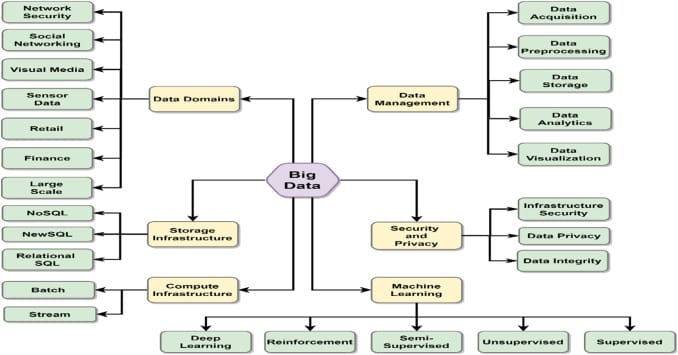 Network
Security
Social
Networking
Visual Media
Sensor
Data
Retail
Finance
Large
Scale
Data Domains
Data
Management
Data
Acquisition
Data
Preprocessing
Data
Storage
Data
Analytics
Data
Visualization
Big
Data
NoSQL
NewSQL
Relational
SQL
Storage
Infrastructure
Security
and
Privacy
Infrastructure
Security
Data Privacy
Data Integrity
Batch
Stream
Compute
Infrastructure
Machine
Learning
Deep
Learning
Reinforcement
Semi-
Supervised
Unsupervised
Supervised